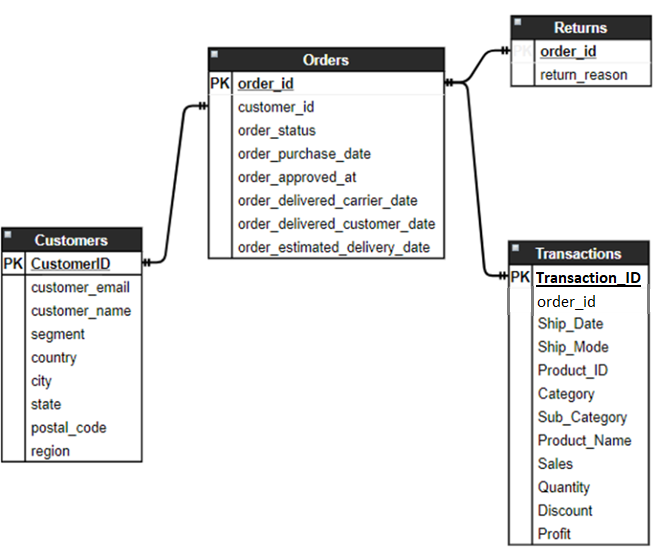 Returns
PK order_id
return_reason
Orders
PK order_id
customer_id
order_status
order_purchase_date
order_approved_at
order_delivered_carrier_date
order_delivered_customer_date
order_estimated_delivery_date
Customers
PK CustomerID
customer_email
customer_name
segment
country
city
state
postal_code
region
Transactions
PK Transaction_ID
order_id
Ship_Date
Ship_Mode
Product_ID
Category
Sub_Category
Product_Name
Sales
Quantity
Discount
Profit